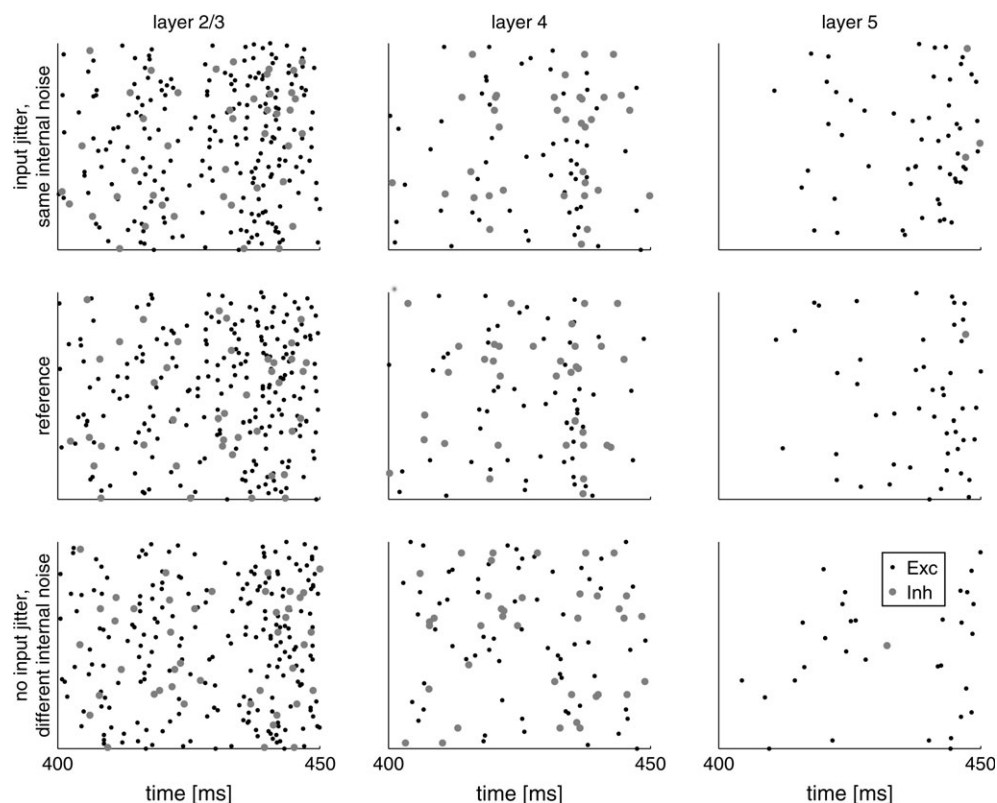 layer 2/3
layer 4
layer 5
input jitter,
same internal noise
reference
no input jitter,
different internal noise
Exc
Inh
400
450
400
450
400
450
time [ms]
time [ms]
time [ms]